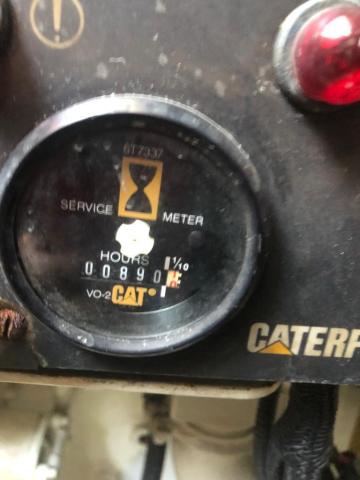 6T7337
SERVICE METER
HOURS 1/10
00890
VO-2 CAT
CATERP